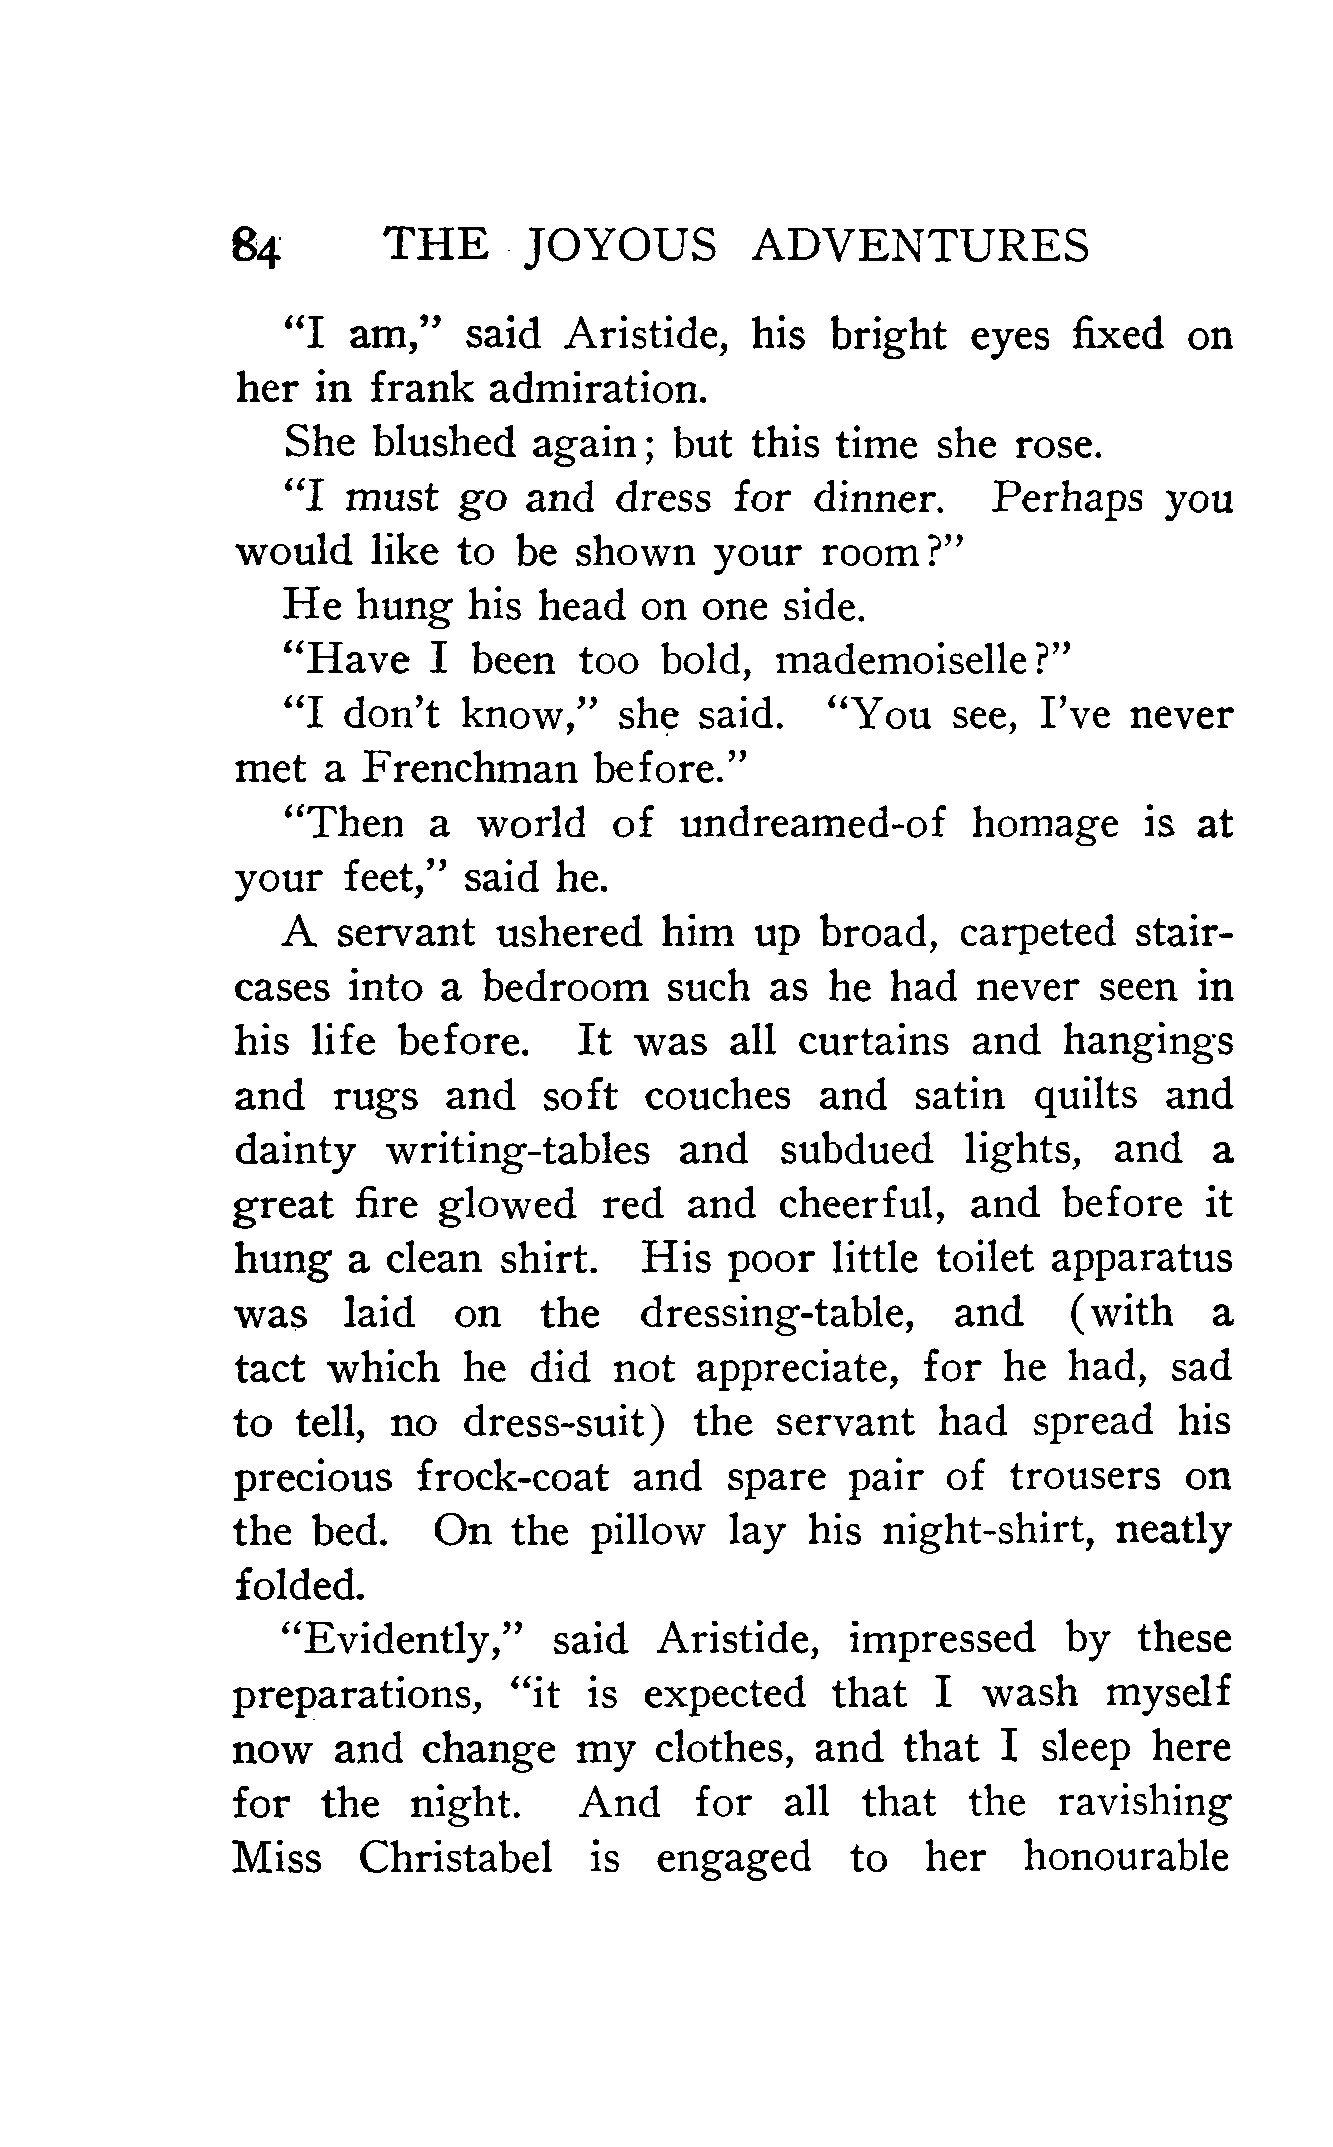 84 THE JOYOUS ADVENTURES
“I am,” said Aristide, his bright eyes fixed on
her in frank admiration.
She blushed again; but this time she rose.
“I must go and dress for dinner. Perhaps you
would like to be shown your room?”
He hung his head on one side.
“Have I been too bold, mademoiselle?”
“I don’t know,” she said. “You see, I’ve never
met a Frenchman before.”
“Then a world of undreamed-of homage is at
your feet,” said he.
A servant ushered him up broad, carpeted stair-
cases into a bedroom such as he had never seen in
his life before. It was all curtains and hangings
and rugs and soft couches and satin quilts and
dainty writing-tables and subdued lights, and a
great fire glowed red and cheerful, and before it
hung a clean shirt. His poor little toilet apparatus
was laid on the dressing-table, and (with a
tact which he did not appreciate, for he had, sad
to tell, no dress-suit) the servant had spread his
precious frock-coat and spare pair of trousers on
the bed. On the pillow lay his night-shirt, neatly
folded.
“Evidently,” said Aristide, impressed by these
preparations, “it is expected that I wash myself
now and change my clothes, and that I sleep here
for the night. And for all that the ravishing
Miss Christabel is engaged to her honourable